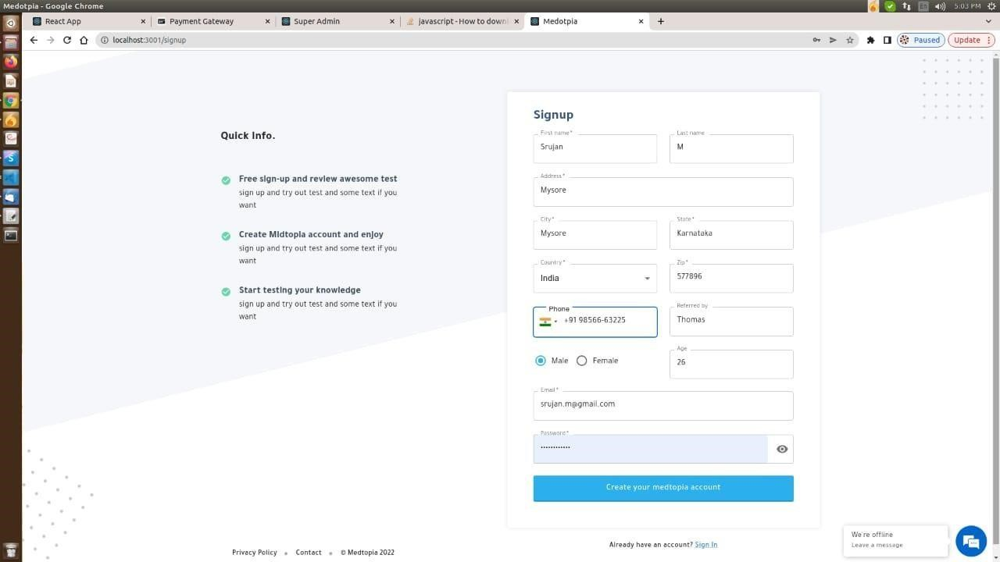 Medotpia - Google Chrome
En
5:03 PM
React App
Payment Gateway
Super Admin
javascript - How to downl
Medotpia
localhost:3001/signup
Paused
Update
Quick Info.
Free sign-up and review awesome test
sign up and try out test and some text if you
want
Create Midtopla account and enjoy
sign up and try out test and some text if you
want
Start testing your knowledge
sign up and try out test and some text if you
want
Signup
First name*
Srujan
Last name
M
Address*
Mysore
City*
Mysore
State*
Karnataka
Country*
India
Zip*
577896
Phone
+91 98566-63225
Referred by
Thomas
Male
Female
Age
26
Email*
srujan.m@gmail.com
Password*
••••••••••••
Create your medtopia account
Already have an account? Sign In
Privacy Policy
Contact
© Medtopia 2022
We're offline
Leave a message